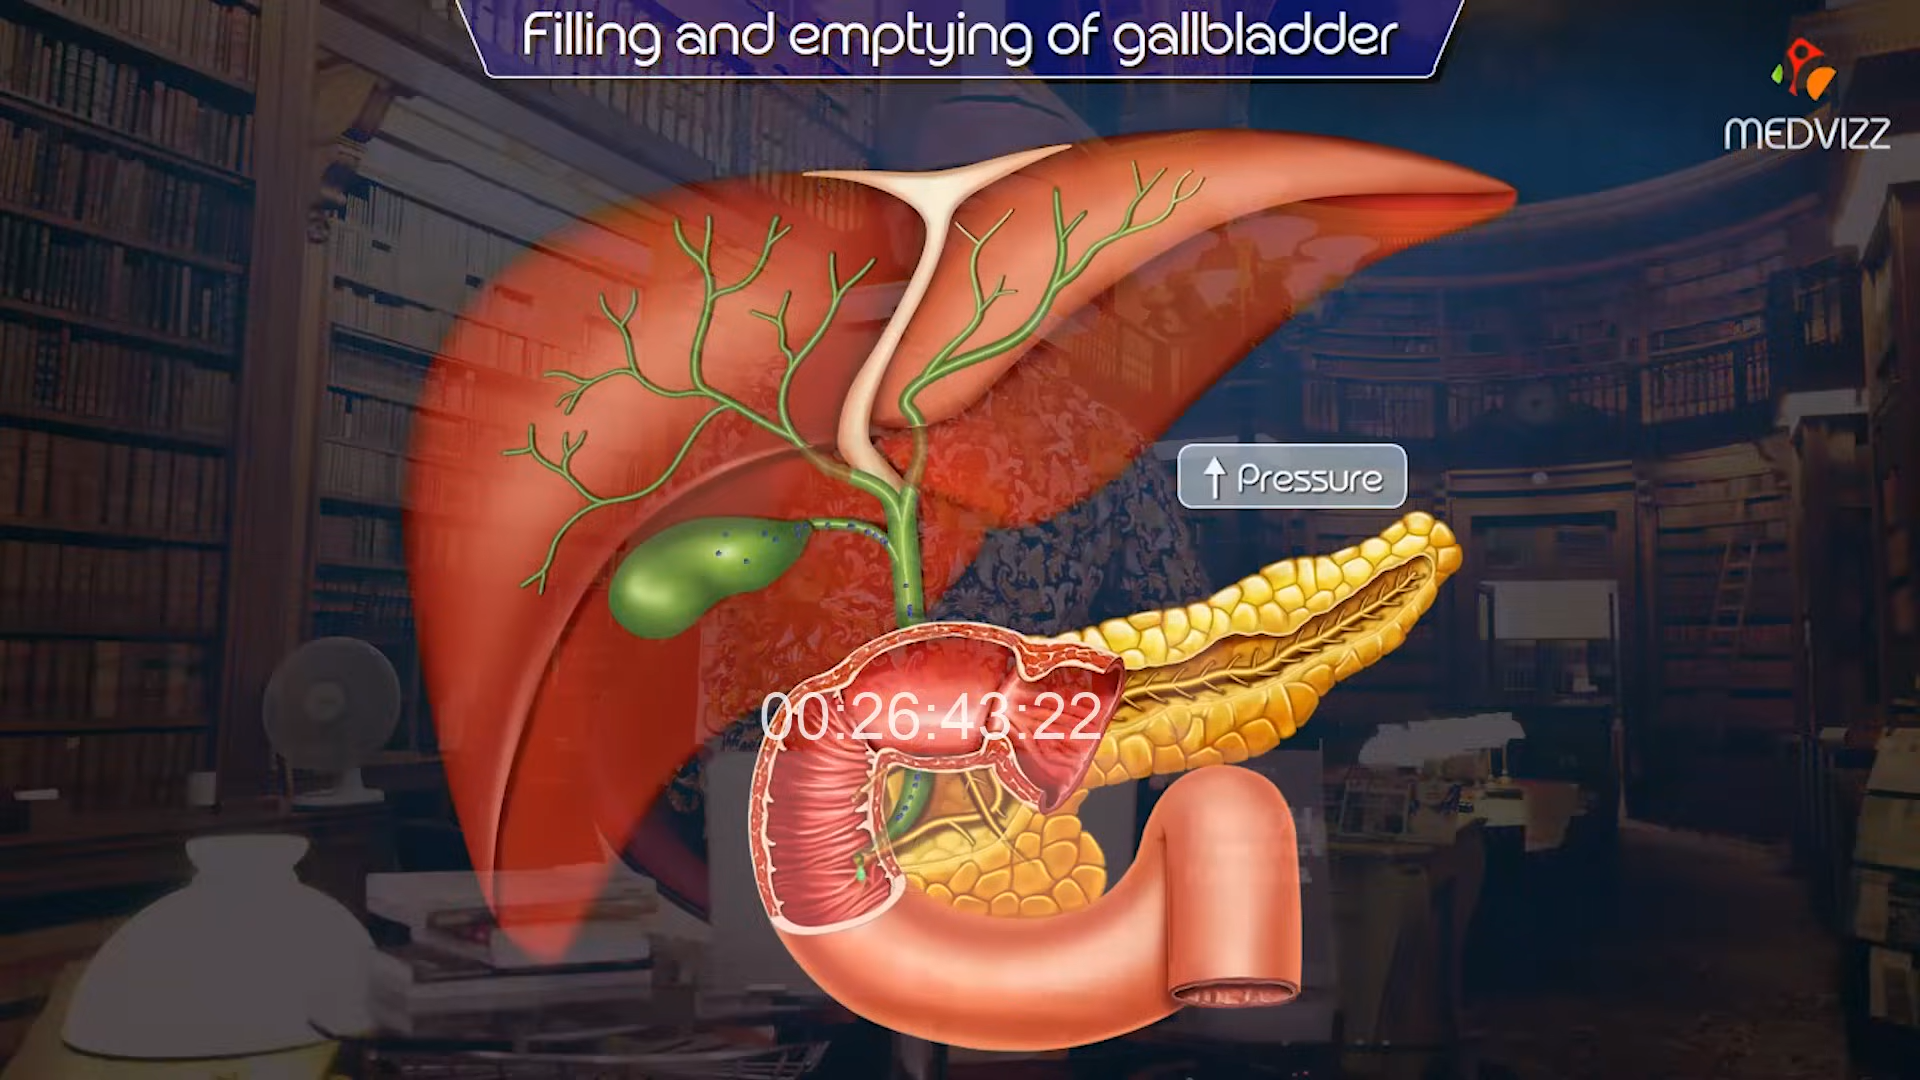 Filling and emptying of gallbladder
MEDVIZZ
↑ Pressure
00:26:43:22